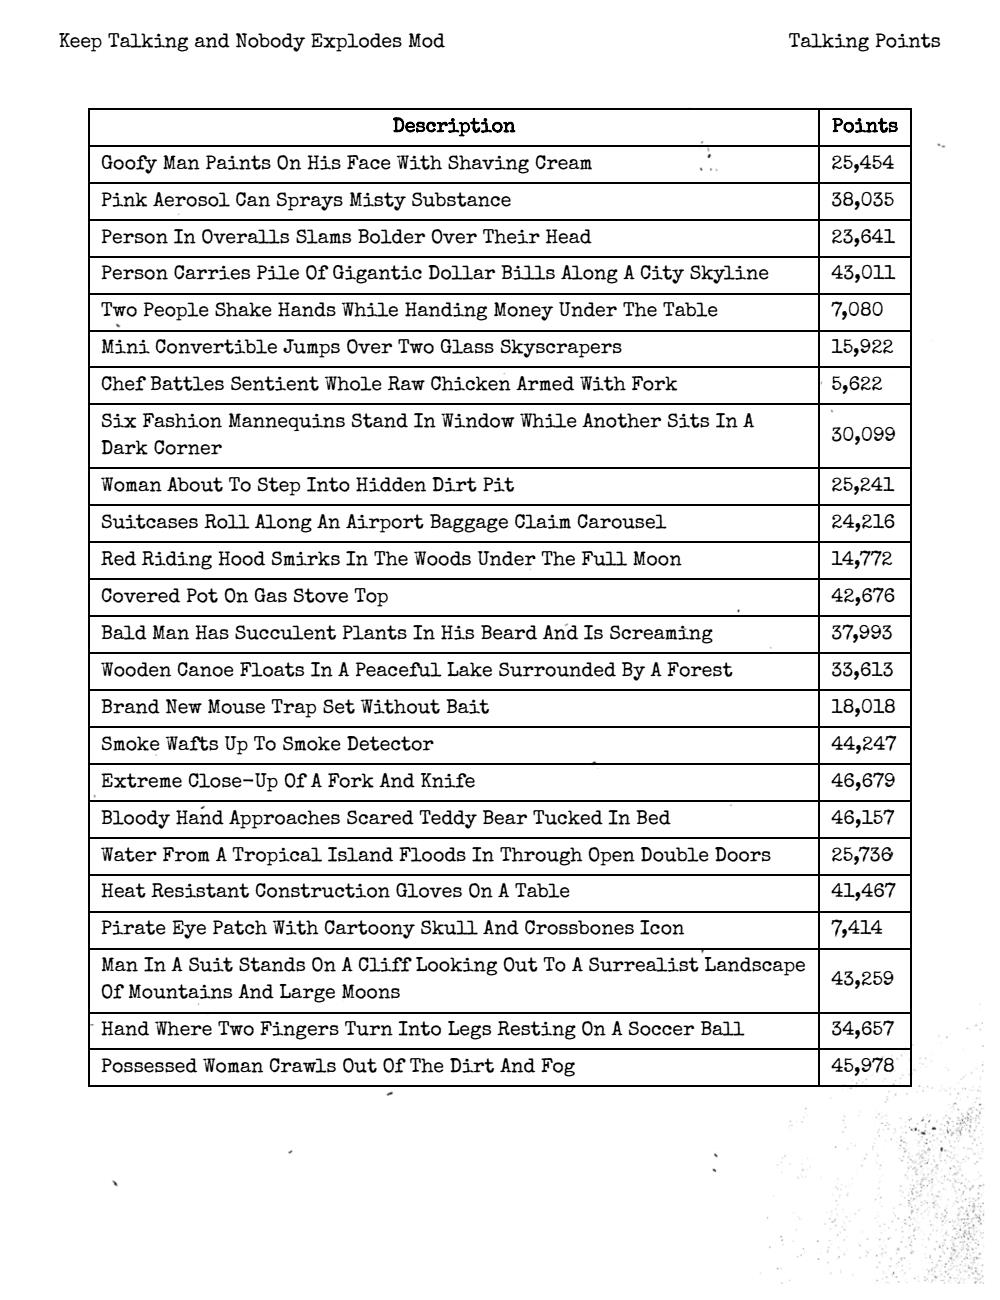 Keep Talking and Nobody Explodes Mod Talking Points
Description Points
Goofy Man Paints On His Face With Shaving Cream 25,454
Pink Aerosol Can Sprays Misty Substance 38,035
Person In Overalls Slams Bolder Over Their Head 23,641
Person Carries Pile Of Gigantic Dollar Bills Along A City Skyline 43,011
Two People Shake Hands While Handing Money Under The Table 7,080
Mini Convertible Jumps Over Two Glass Skyscrapers 15,922
Chef Battles Sentient Whole Raw Chicken Armed With Fork 5,622
Six Fashion Mannequins Stand In Window While Another Sits In A
Dark Corner 30,099
Woman About To Step Into Hidden Dirt Pit 25,241
Suitcases Roll Along An Airport Baggage Claim Carousel 24,216
Red Riding Hood Smirks In The Woods Under The Full Moon 14,772
Covered Pot On Gas Stove Top 42,676
Bald Man Has Succulent Plants In His Beard And Is Screaming 37,993
Wooden Canoe Floats In A Peaceful Lake Surrounded By A Forest 33,613
Brand New Mouse Trap Set Without Bait 18,018
Smoke Wafts Up To Smoke Detector 44,247
Extreme Close-Up Of A Fork And Knife 46,679
Bloody Hand Approaches Scared Teddy Bear Tucked In Bed 46,157
Water From A Tropical Island Floods In Through Open Double Doors 25,736
Heat Resistant Construction Gloves On A Table 41,467
Pirate Eye Patch With Cartoony Skull And Crossbones Icon 7,414
Man In A Suit Stands On A Cliff Looking Out To A Surrealist Landscape
Of Mountains And Large Moons 43,259
Hand Where Two Fingers Turn Into Legs Resting On A Soccer Ball 34,657
Possessed Woman Crawls Out Of The Dirt And Fog 45,978